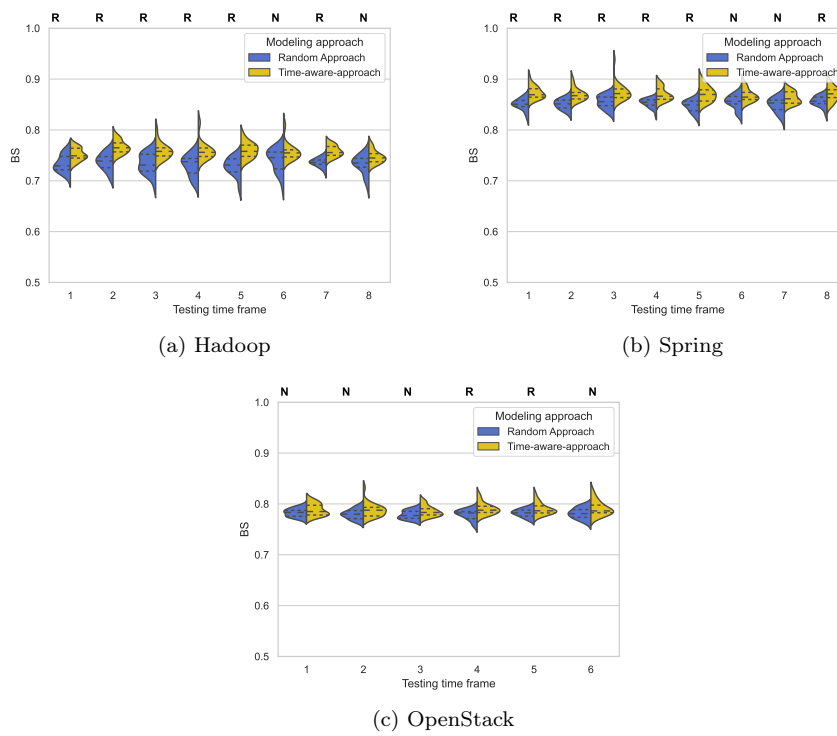 R R R R R N R N
1.0
Modeling approach
Random Approach
Time-aware-approach
0.9
0.8
BS
0.7
0.6
0.5
1 2 3 4 5 6 7 8
Testing time frame
(a) Hadoop
R R R R R N N R
1.0
Modeling approach
Random Approach
Time-aware-approach
0.9
0.8
BS
0.7
0.6
0.5
1 2 3 4 5 6 7 8
Testing time frame
(b) Spring
N N N R R N
1.0
Modeling approach
Random Approach
Time-aware-approach
0.9
0.8
BS
0.7
0.6
0.5
1 2 3 4 5 6
Testing time frame
(c) OpenStack